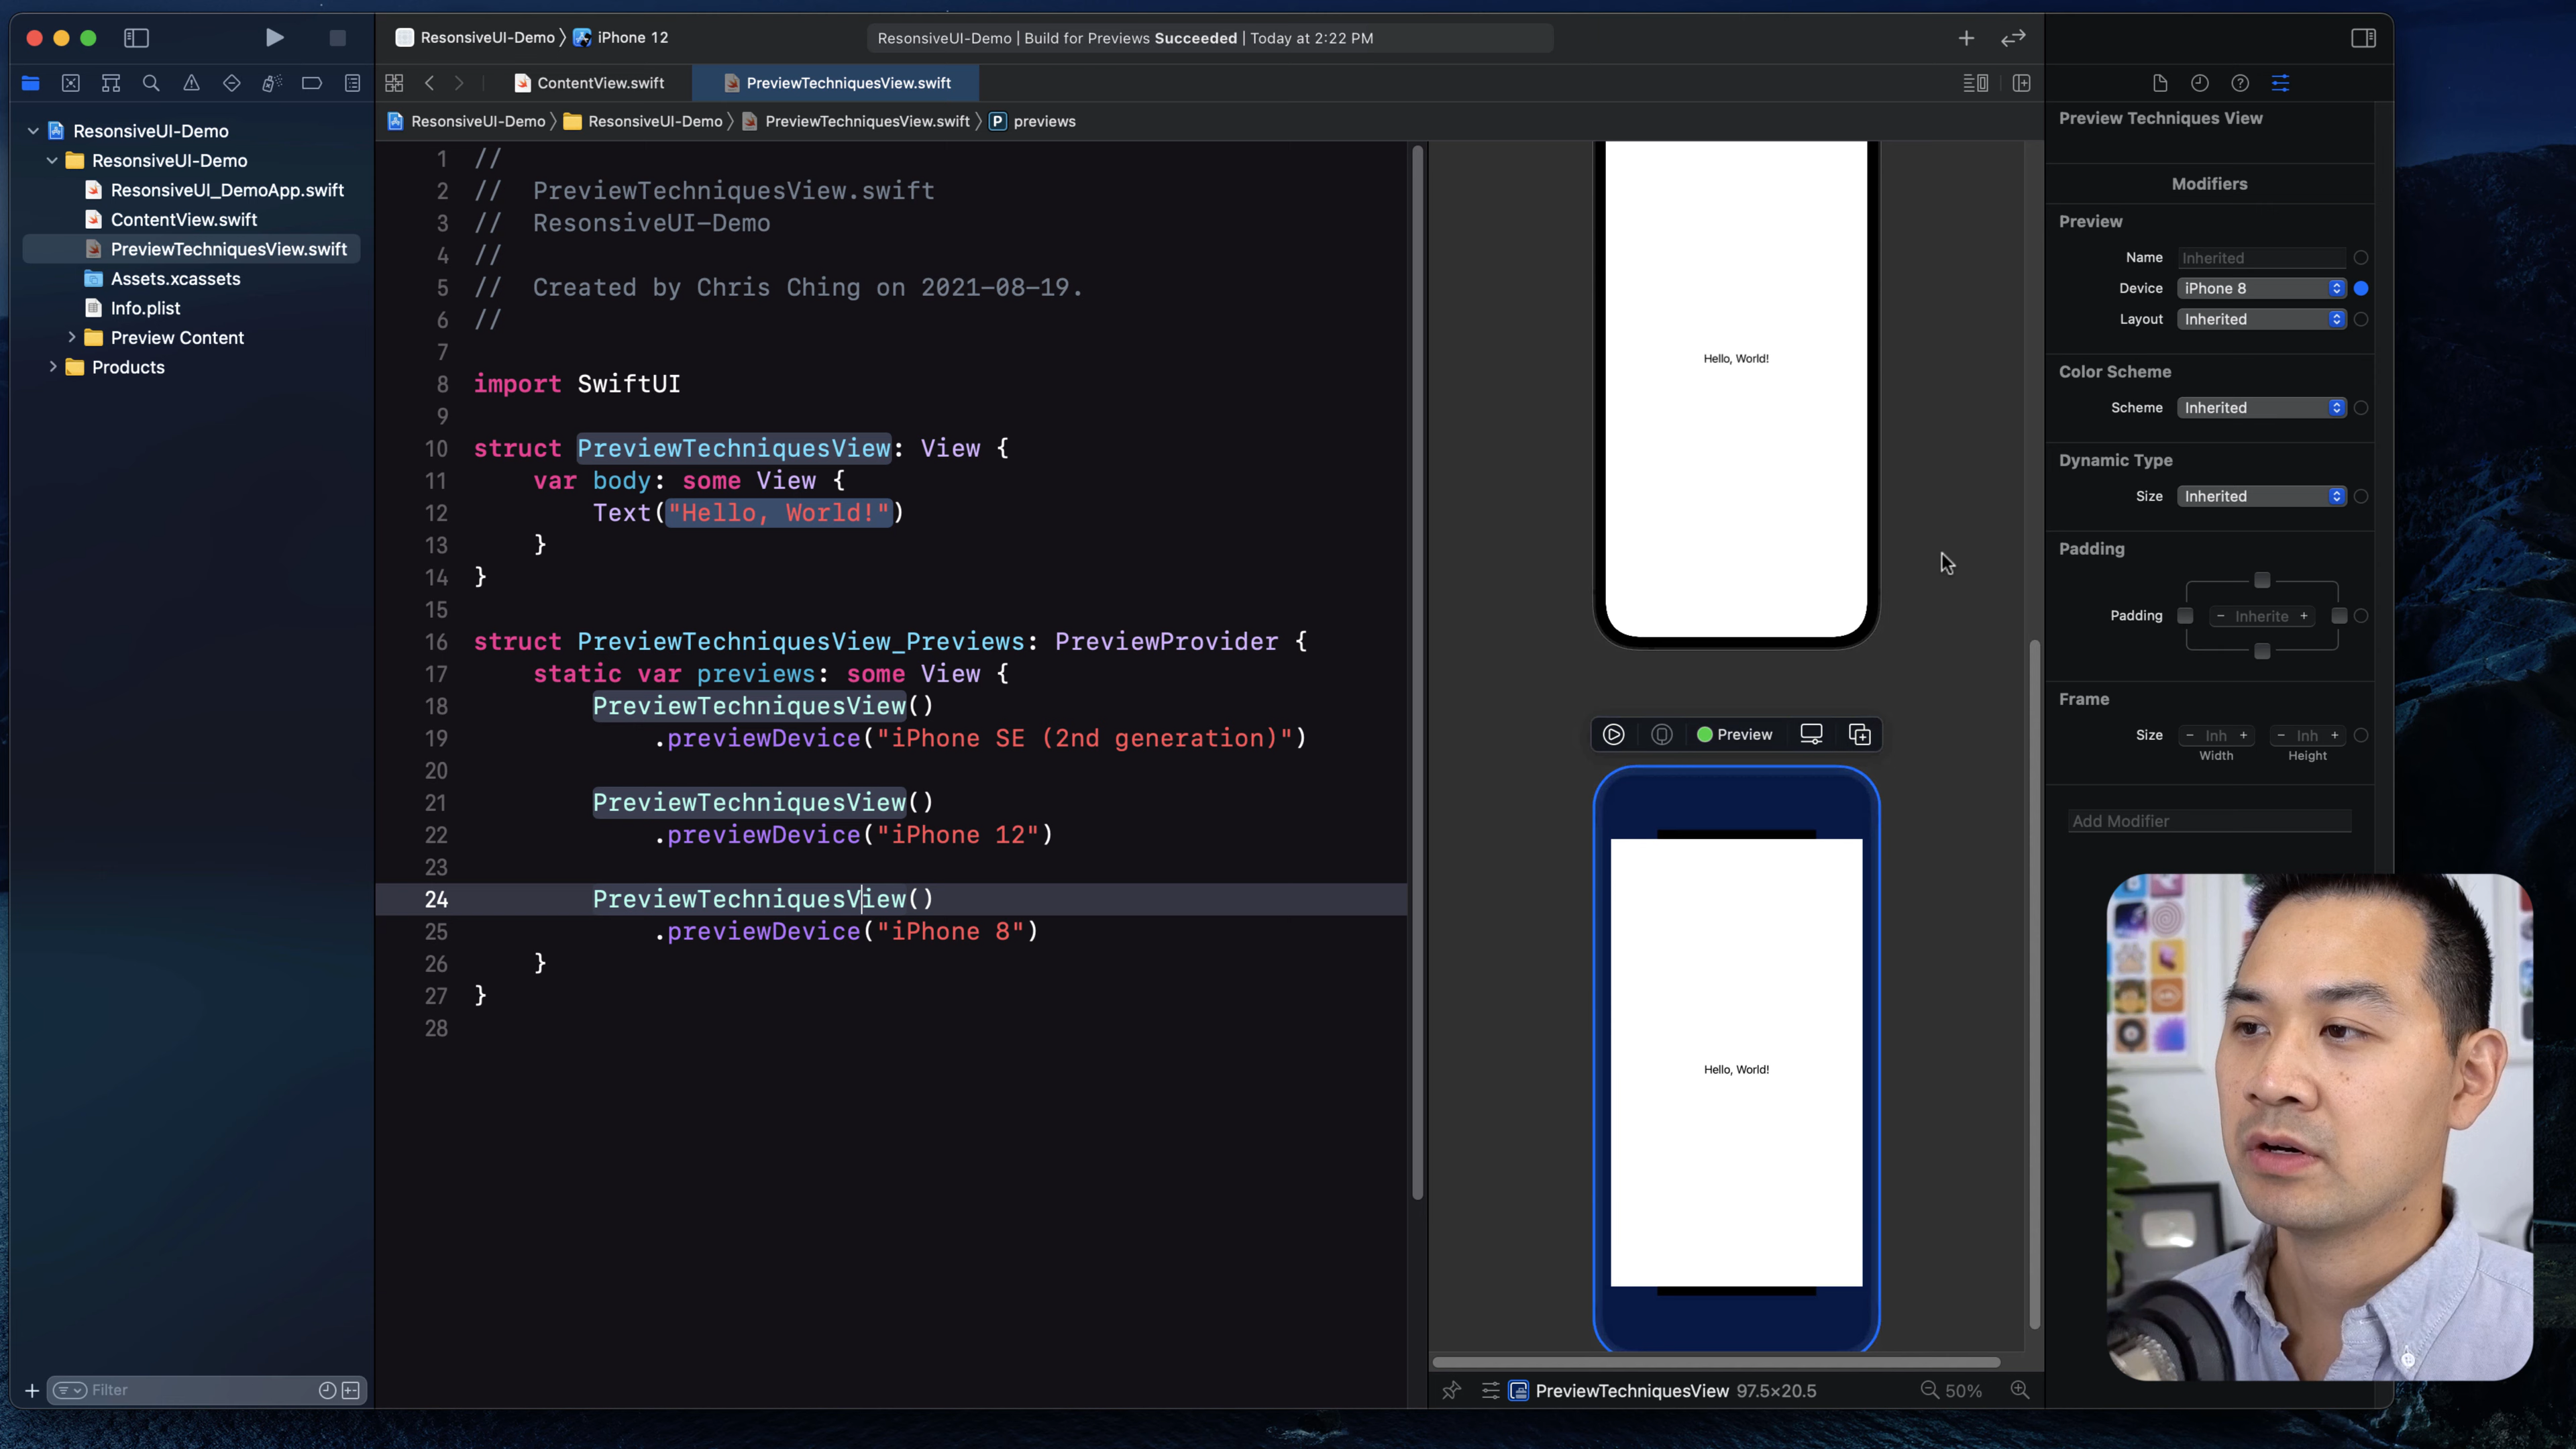 ResonsiveUI-Demo 〉 iPhone 12
ResonsiveUI-Demo | Build for Previews Succeeded | Today at 2:22 PM
ContentView.swift
PreviewTechniquesView.swift
ResonsiveUI-Demo 〉 ResonsiveUI-Demo 〉 PreviewTechniquesView.swift 〉 P previews
ResonsiveUI-Demo
ResonsiveUI-Demo
ResonsiveUI_DemoApp.swift
ContentView.swift
PreviewTechniquesView.swift
Assets.xcassets
Info.plist
Preview Content
Products
Filter
1 //
2 // PreviewTechniquesView.swift
3 // ResonsiveUI-Demo
4 //
5 // Created by Chris Ching on 2021-08-19.
6 //
7
8 import SwiftUI
9
10 struct PreviewTechniquesView: View {
11 var body: some View {
12 Text("Hello, World!")
13 }
14 }
15
16 struct PreviewTechniquesView_Previews: PreviewProvider {
17 static var previews: some View {
18 PreviewTechniquesView()
19 .previewDevice("iPhone SE (2nd generation)")
20
21 PreviewTechniquesView()
22 .previewDevice("iPhone 12")
23
24 PreviewTechniquesView()
25 .previewDevice("iPhone 8")
26 }
27 }
28
Hello, World!
Preview
Hello, World!
PreviewTechniquesView 97.5×20.5
50%
Preview Techniques View
Modifiers
Preview
Name Inherited
Device iPhone 8
Layout Inherited
Color Scheme
Scheme Inherited
Dynamic Type
Size Inherited
Padding
Padding − Inherite +
Frame
Size − Inh + − Inh +
Width Height
Add Modifier